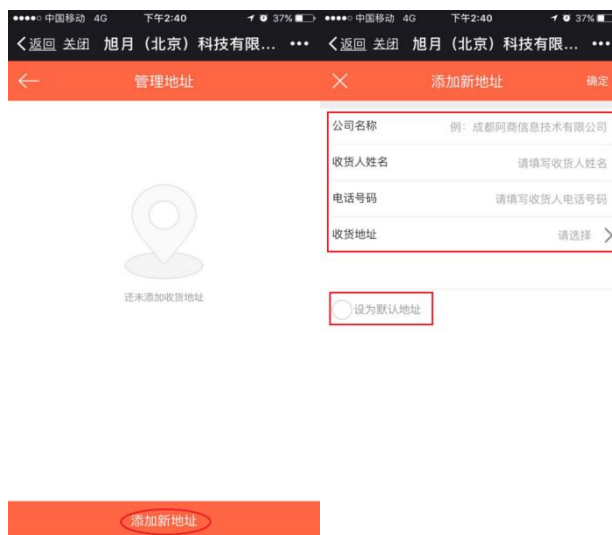 中国移动 4G 下午2:40 37%
返回 关闭 旭月（北京）科技有限... •••
管理地址
还未添加收货地址
添加新地址
中国移动 4G 下午2:40 37%
返回 关闭 旭月（北京）科技有限... •••
添加新地址 确定
公司名称 例：成都阿商信息技术有限公司
收货人姓名 请填写收货人姓名
电话号码 请填写收货人电话号码
收货地址 请选择
设为默认地址